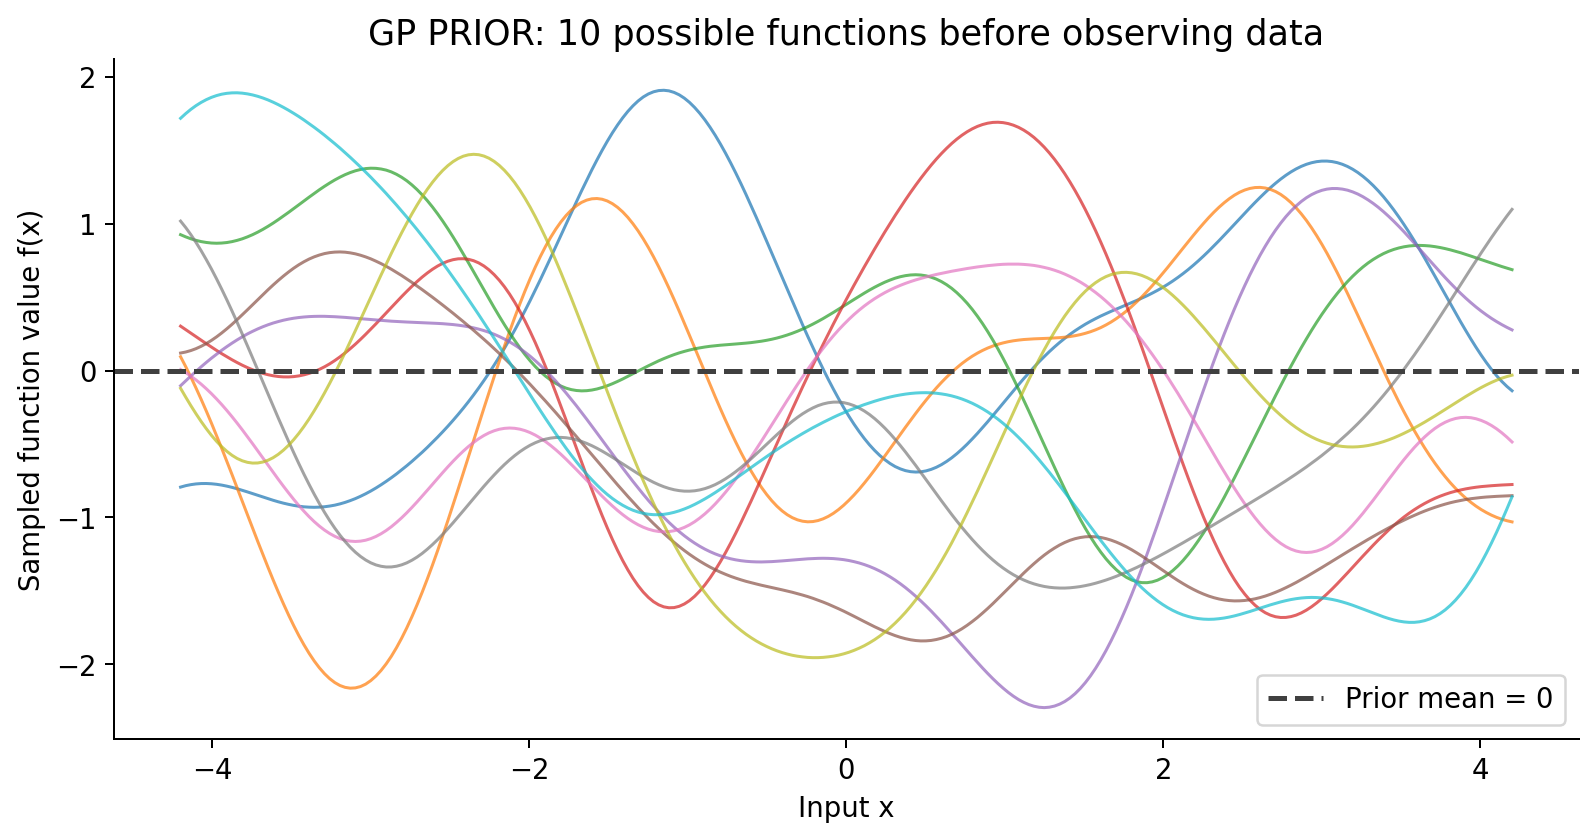 GP PRIOR: 10 possible functions before observing data
Sampled function value f(x)
2
1
0
−1
−2
Prior mean = 0
−4
−2
0
2
4
Input x